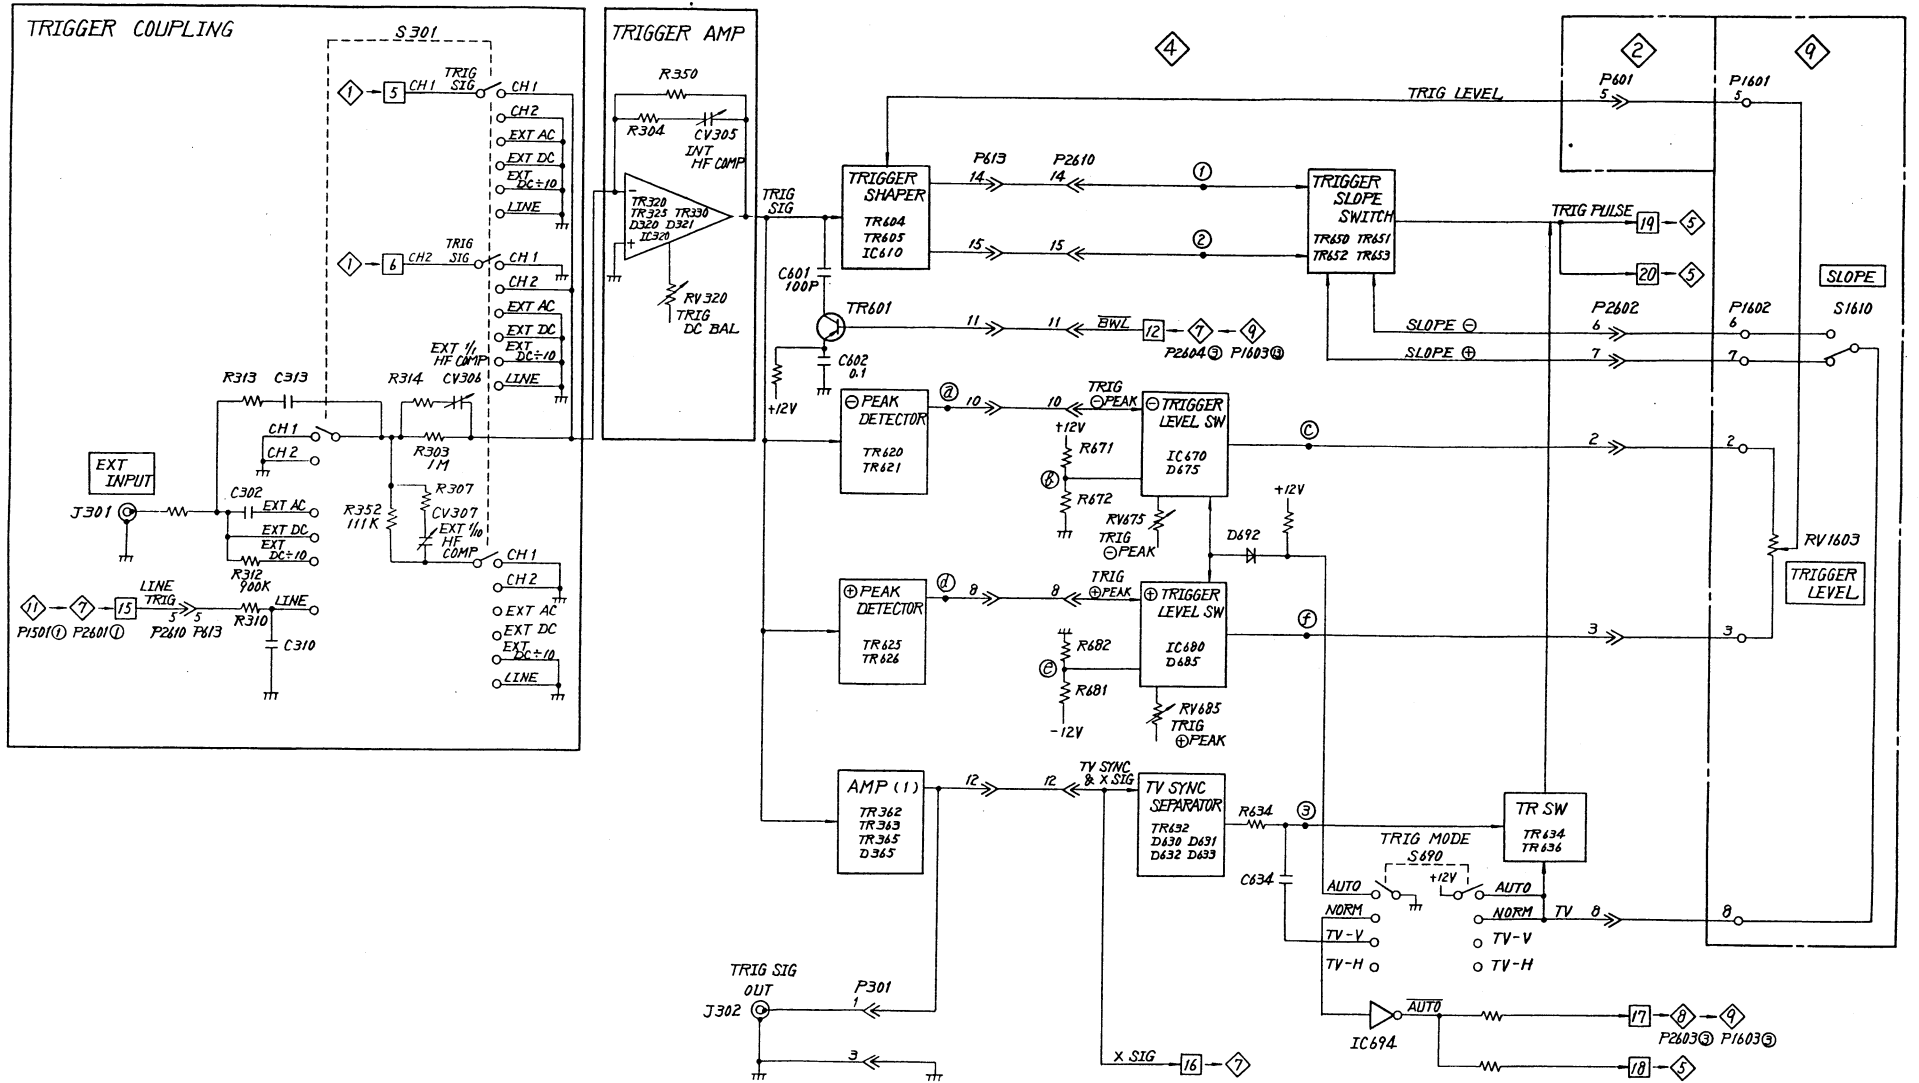 TRIGGER COUPLING
S301
1
5
CH1
TRIG
SIG
CH1
CH2
EXT AC
EXT DC
EXT
DC÷10
LINE
1
6
CH2
TRIG
SIG
CH1
CH2
EXT AC
EXT DC
EXT
DC÷10
LINE
EXT 1/1
HF COMP
R313
C313
R314
CV306
CH1
CH2
R303
1M
EXT
INPUT
J301
C302
EXT AC
EXT DC
EXT
DC÷10
R312
900K
R352
111K
R307
CV307
EXT 1/10
HF
COMP
CH1
CH2
EXT AC
EXT DC
EXT
DC÷10
LINE
11
7
15
LINE
TRIG
5
5
P1501①
P2601①
P2610
P613
R310
LINE
C310
TRIGGER AMP
R350
R304
CV305
INT
HF COMP
−
TR320
TR325 TR330
D320 D321
IC320
+
RV320
TRIG
DC BAL
TRIG
SIG
4
2
9
TRIG LEVEL
P601
5
P1601
5
TRIGGER
SHAPER
TR604
TR605
IC610
P613
14
P2610
14
①
15
15
②
TRIGGER
SLOPE
SWITCH
TR650 TR651
TR652 TR653
TRIG PULSE
19
5
20
5
SLOPE
S1610
C601
100P
TR601
C602
0.1
+12V
11
11
BWL
12
7
9
P2604③
P1603⑬
SLOPE ⊖
SLOPE ⊕
P2602
6
7
P1602
6
7
⊖ PEAK
DETECTOR
TR620
TR621
ⓐ
10
10
TRIG
⊖PEAK
⊖ TRIGGER
LEVEL SW
IC670
D675
+12V
R671
ⓑ
R672
RV675
TRIG
⊖PEAK
ⓒ
2
2
+12V
D692
RV1603
TRIGGER
LEVEL
⊕ PEAK
DETECTOR
TR625
TR626
ⓓ
8
8
TRIG
⊕PEAK
⊕ TRIGGER
LEVEL SW
IC680
D685
R682
ⓔ
R681
-12V
RV685
TRIG
⊕PEAK
ⓕ
3
3
AMP (1)
TR362
TR363
TR365
D365
12
12
TV SYNC
& X SIG
TV SYNC
SEPARATOR
TR632
D630 D631
D632 D633
R634
③
C634
TR SW
TR634
TR636
TRIG MODE
S690
+12V
AUTO
NORM
TV-V
TV-H
AUTO
NORM
TV-V
TV-H
TV
8
8
TRIG SIG
OUT
J302
P301
1
3
X SIG
16
7
IC694
AUTO
17
8
9
P2603③
P1603③
18
5